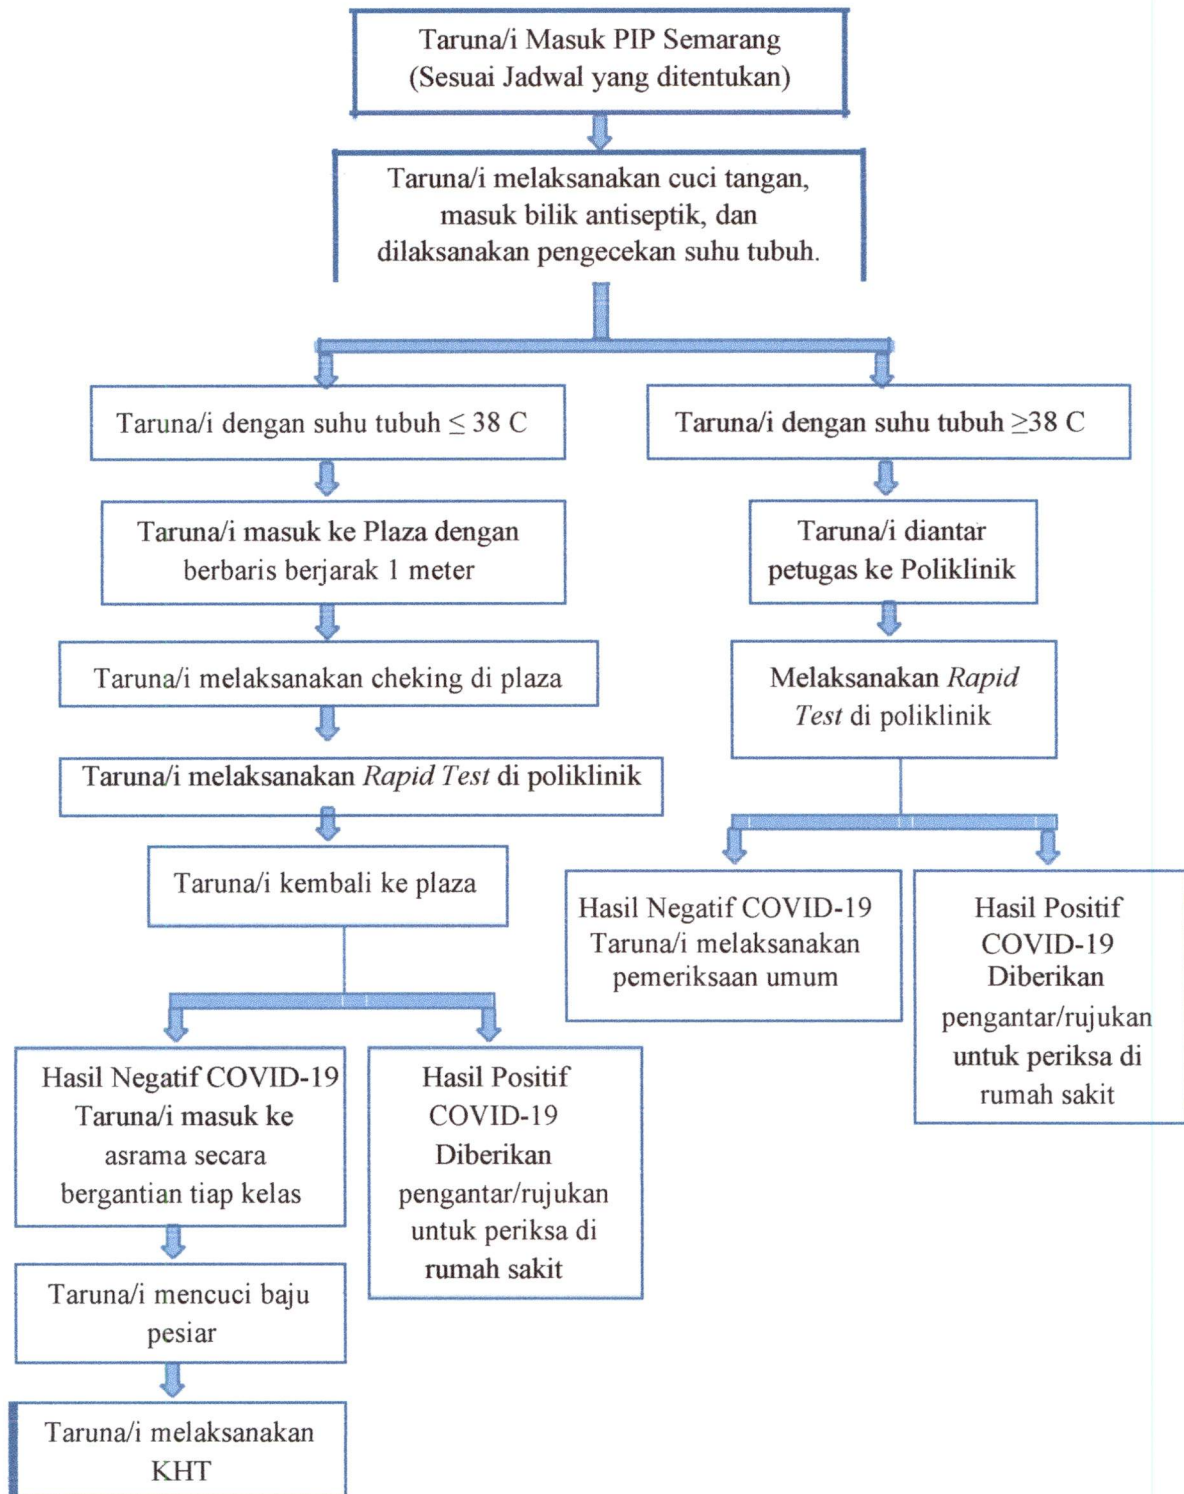 Taruna/i Masuk PIP Semarang
(Sesuai Jadwal yang ditentukan)
Taruna/i melaksanakan cuci tangan,
masuk bilik antiseptik, dan
dilaksanakan pengecekan suhu tubuh.
Taruna/i dengan suhu tubuh ≤ 38 C
Taruna/i masuk ke Plaza dengan
berbaris berjarak 1 meter
Taruna/i melaksanakan cheking di plaza
Taruna/i melaksanakan Rapid Test di poliklinik
Taruna/i kembali ke plaza
Hasil Negatif COVID-19
Taruna/i masuk ke
asrama secara
bergantian tiap kelas
Taruna/i mencuci baju
pesiar
Taruna/i melaksanakan
KHT
Hasil Positif
COVID-19
Diberikan
pengantar/rujukan
untuk periksa di
rumah sakit
Taruna/i dengan suhu tubuh ≥38 C
Taruna/i diantar
petugas ke Poliklinik
Melaksanakan Rapid
Test di poliklinik
Hasil Negatif COVID-19
Taruna/i melaksanakan
pemeriksaan umum
Hasil Positif
COVID-19
Diberikan
pengantar/rujukan
untuk periksa di
rumah sakit